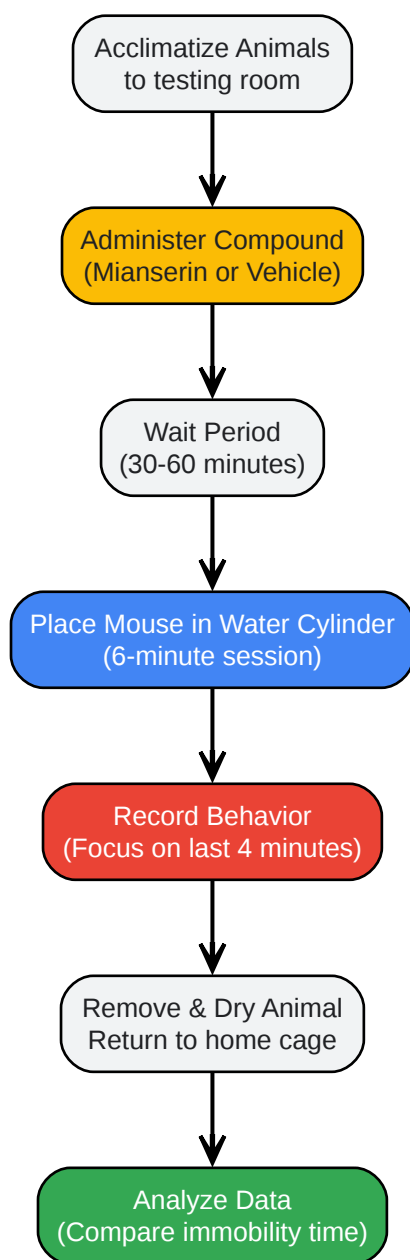 Acclimatize Animals
to testing room
Administer Compound
(Mianserin or Vehicle)
Wait Period
(30-60 minutes)
Place Mouse in Water Cylinder
(6-minute session)
Record Behavior
(Focus on last 4 minutes)
Remove & Dry Animal
Return to home cage
Analyze Data
(Compare immobility time)